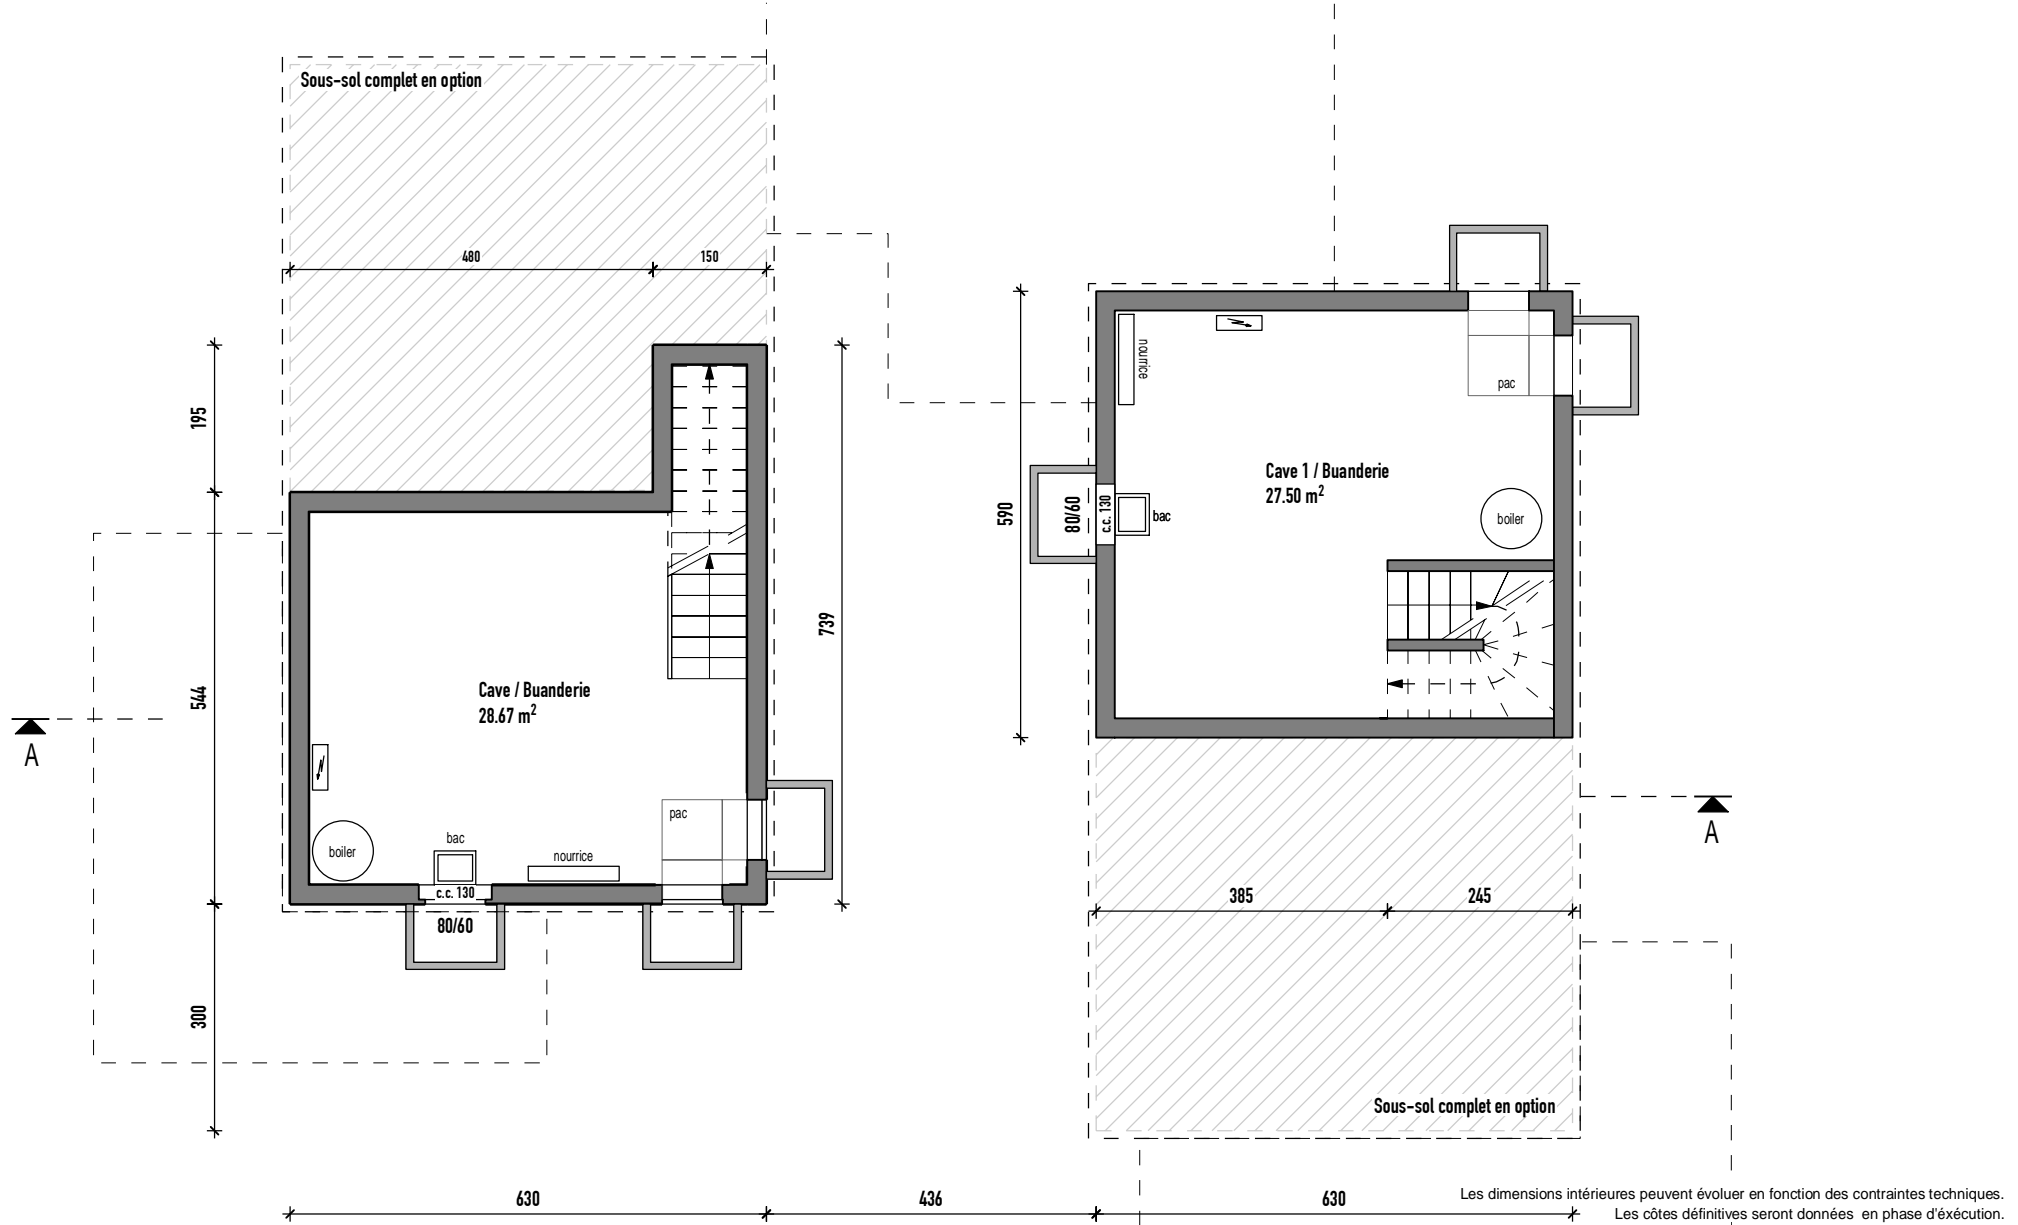 Sous-sol complet en option
480
150
195
544
300
739
Cave / Buanderie
28.67 m²
boiler
bac
nourrice
pac
c.c. 130
80/60
A
590
nourrice
pac
Cave 1 / Buanderie
27.50 m²
80/60
c.c. 130
bac
boiler
A
385
245
Sous-sol complet en option
630
436
630
Les dimensions intérieures peuvent évoluer en fonction des contraintes techniques.
Les côtes définitives seront données en phase d'éxécution.